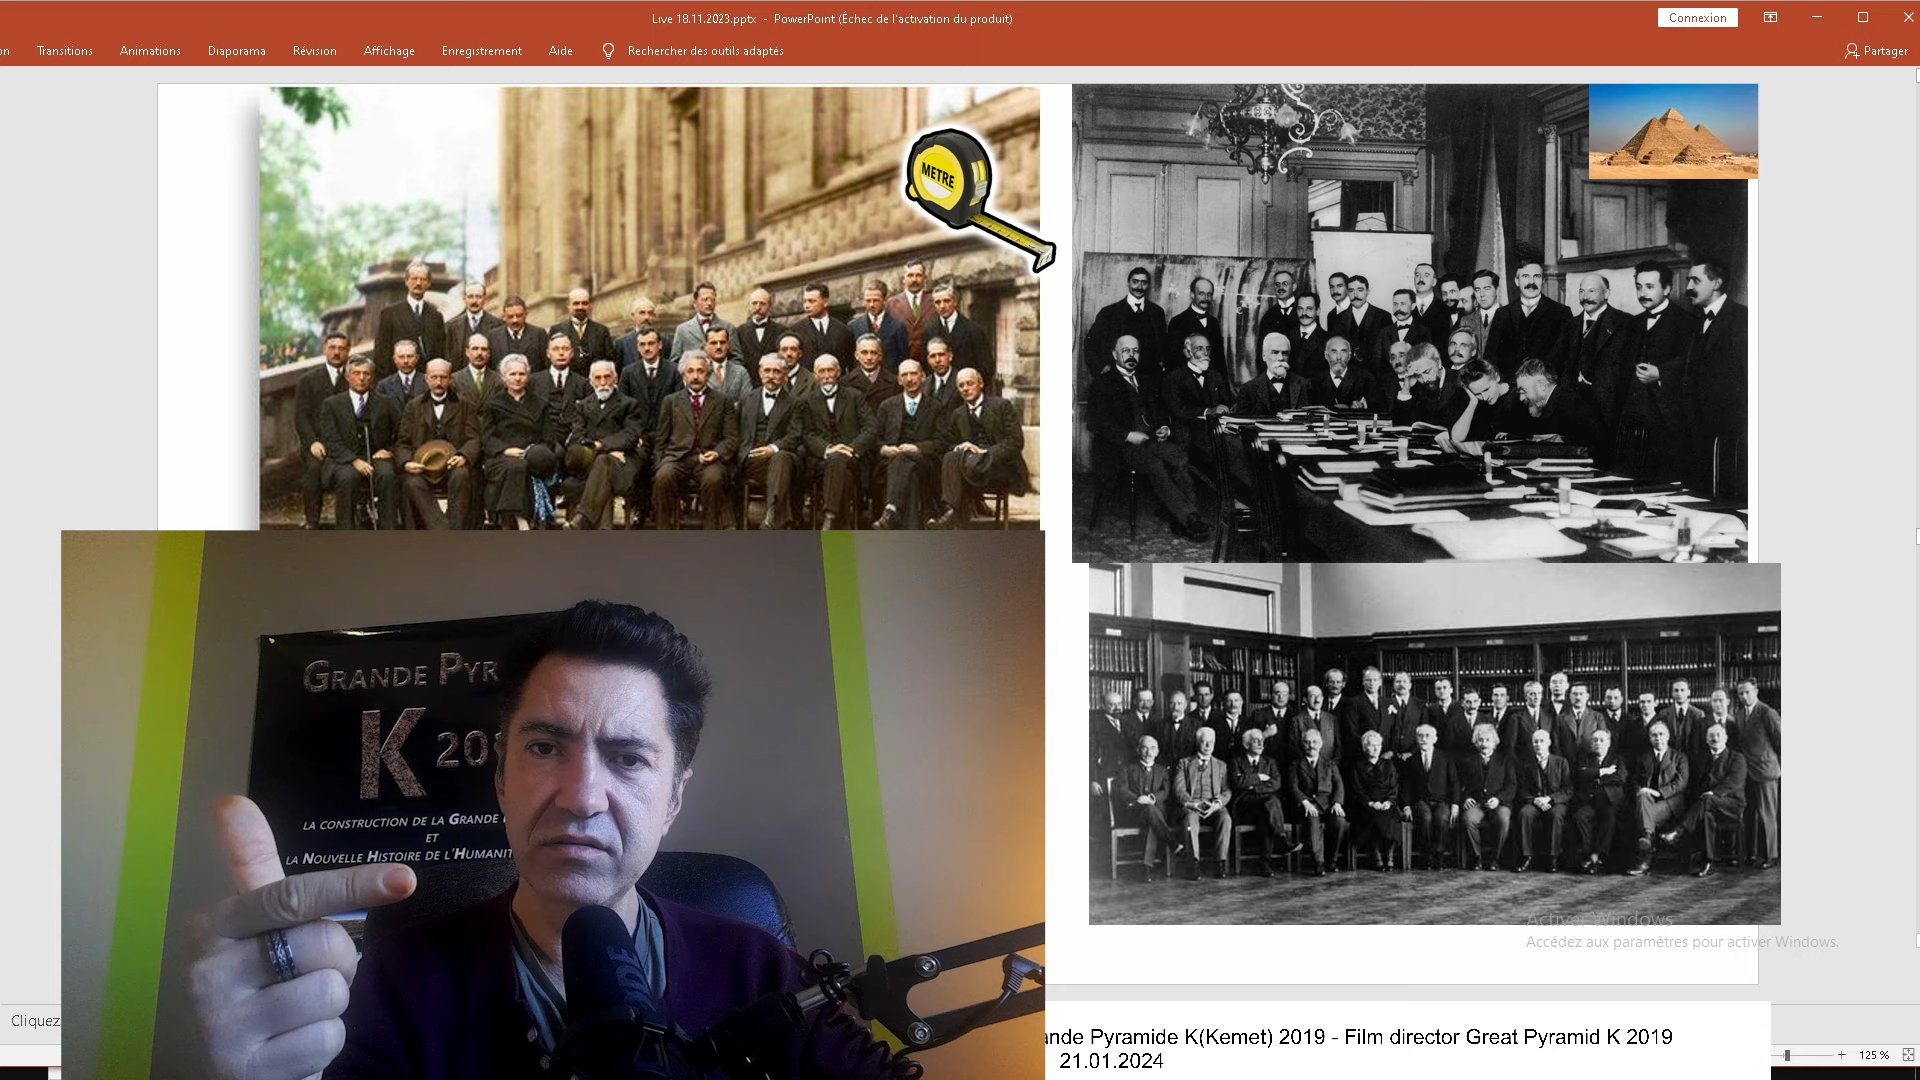 Live 18.11.2023.pptx - PowerPoint (Échec de l'activation du produit)
Connexion
on Transitions Animations Diaporama Révision Affichage Enregistrement Aide Rechercher des outils adaptés
Partager
METRE
GRANDE PYR
K 20
LA CONSTRUCTION DE LA GRANDE
ET
LA NOUVELLE HISTOIRE DE L'HUMANIT
Activer Windows
Accédez aux paramètres pour activer Windows.
Cliquez
ande Pyramide K(Kemet) 2019 - Film director Great Pyramid K 2019
21.01.2024
125 %